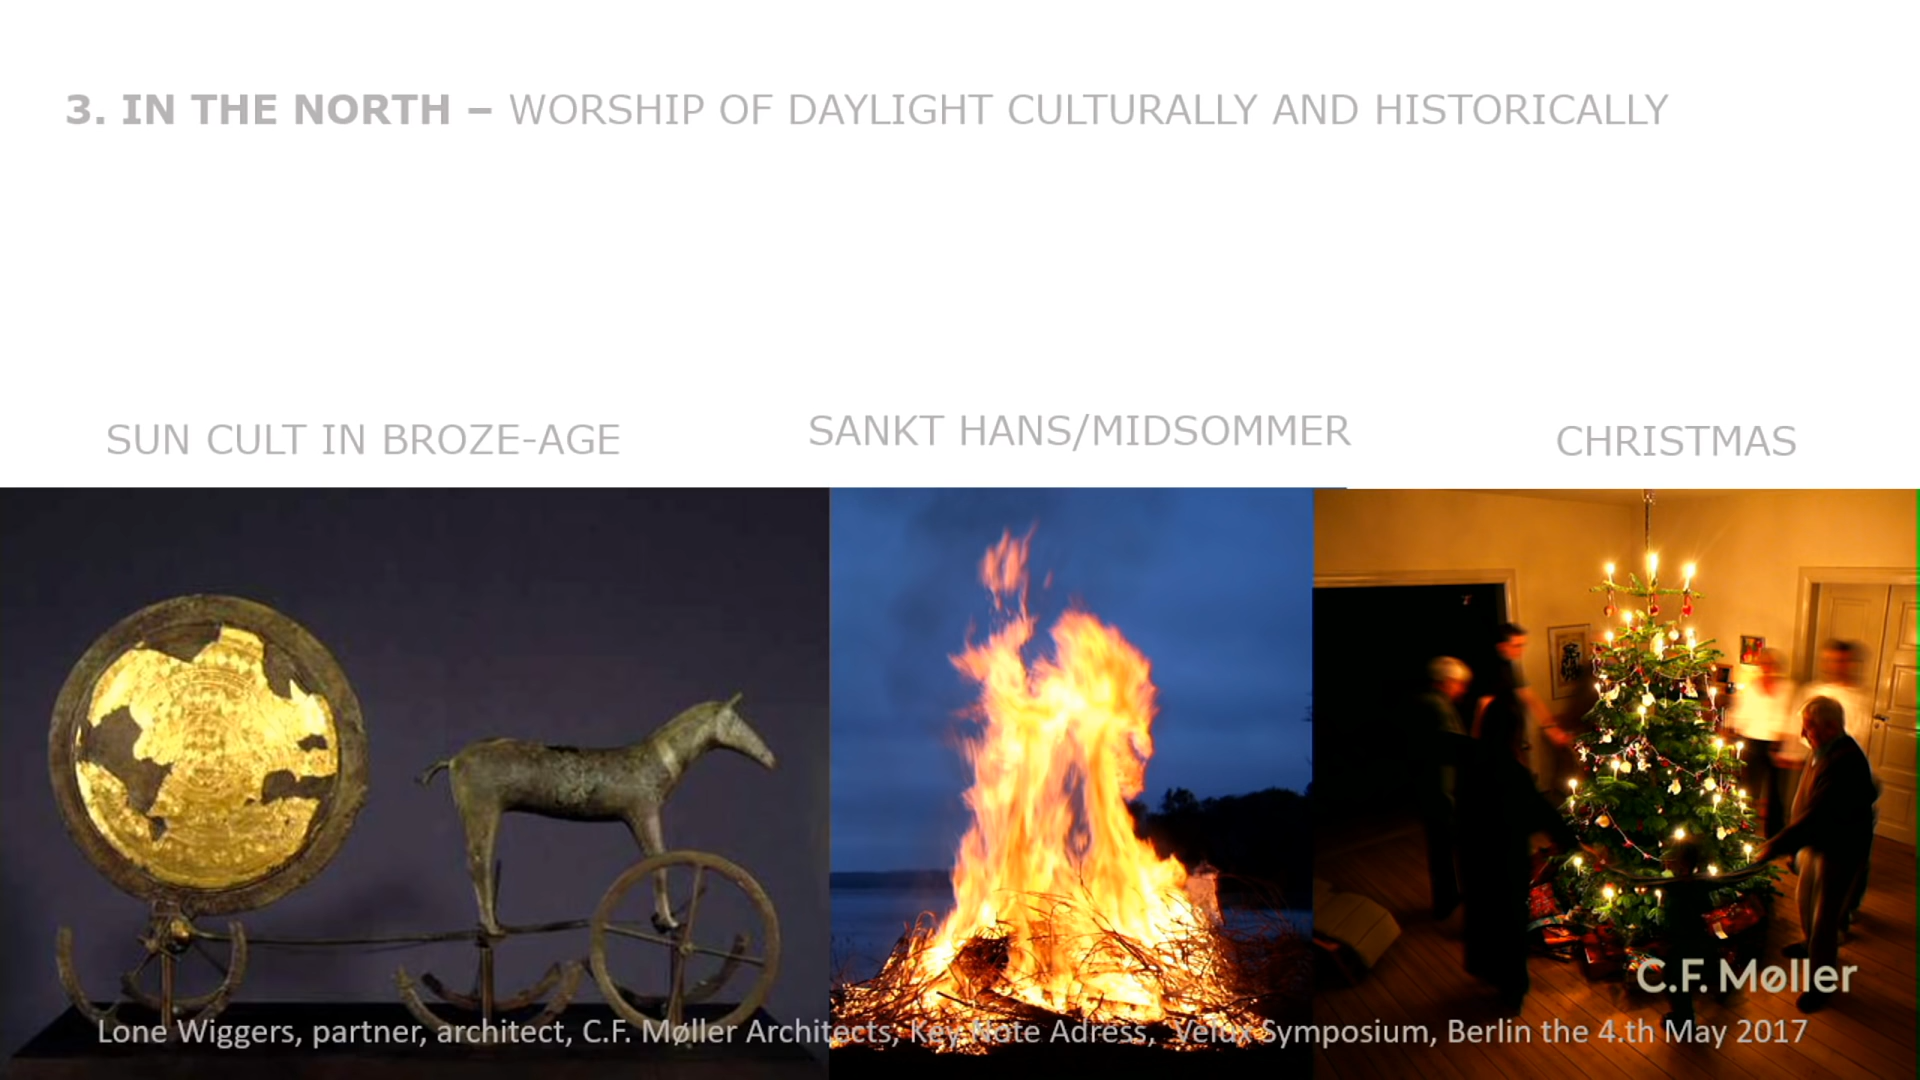 3. IN THE NORTH – WORSHIP OF DAYLIGHT CULTURALLY AND HISTORICALLY
SUN CULT IN BROZE-AGE
SANKT HANS/MIDSOMMER
CHRISTMAS
C.F. Møller
Lone Wiggers, partner, architect, C.F. Møller Architects, Key Note Adress, Velux Symposium, Berlin the 4.th May 2017